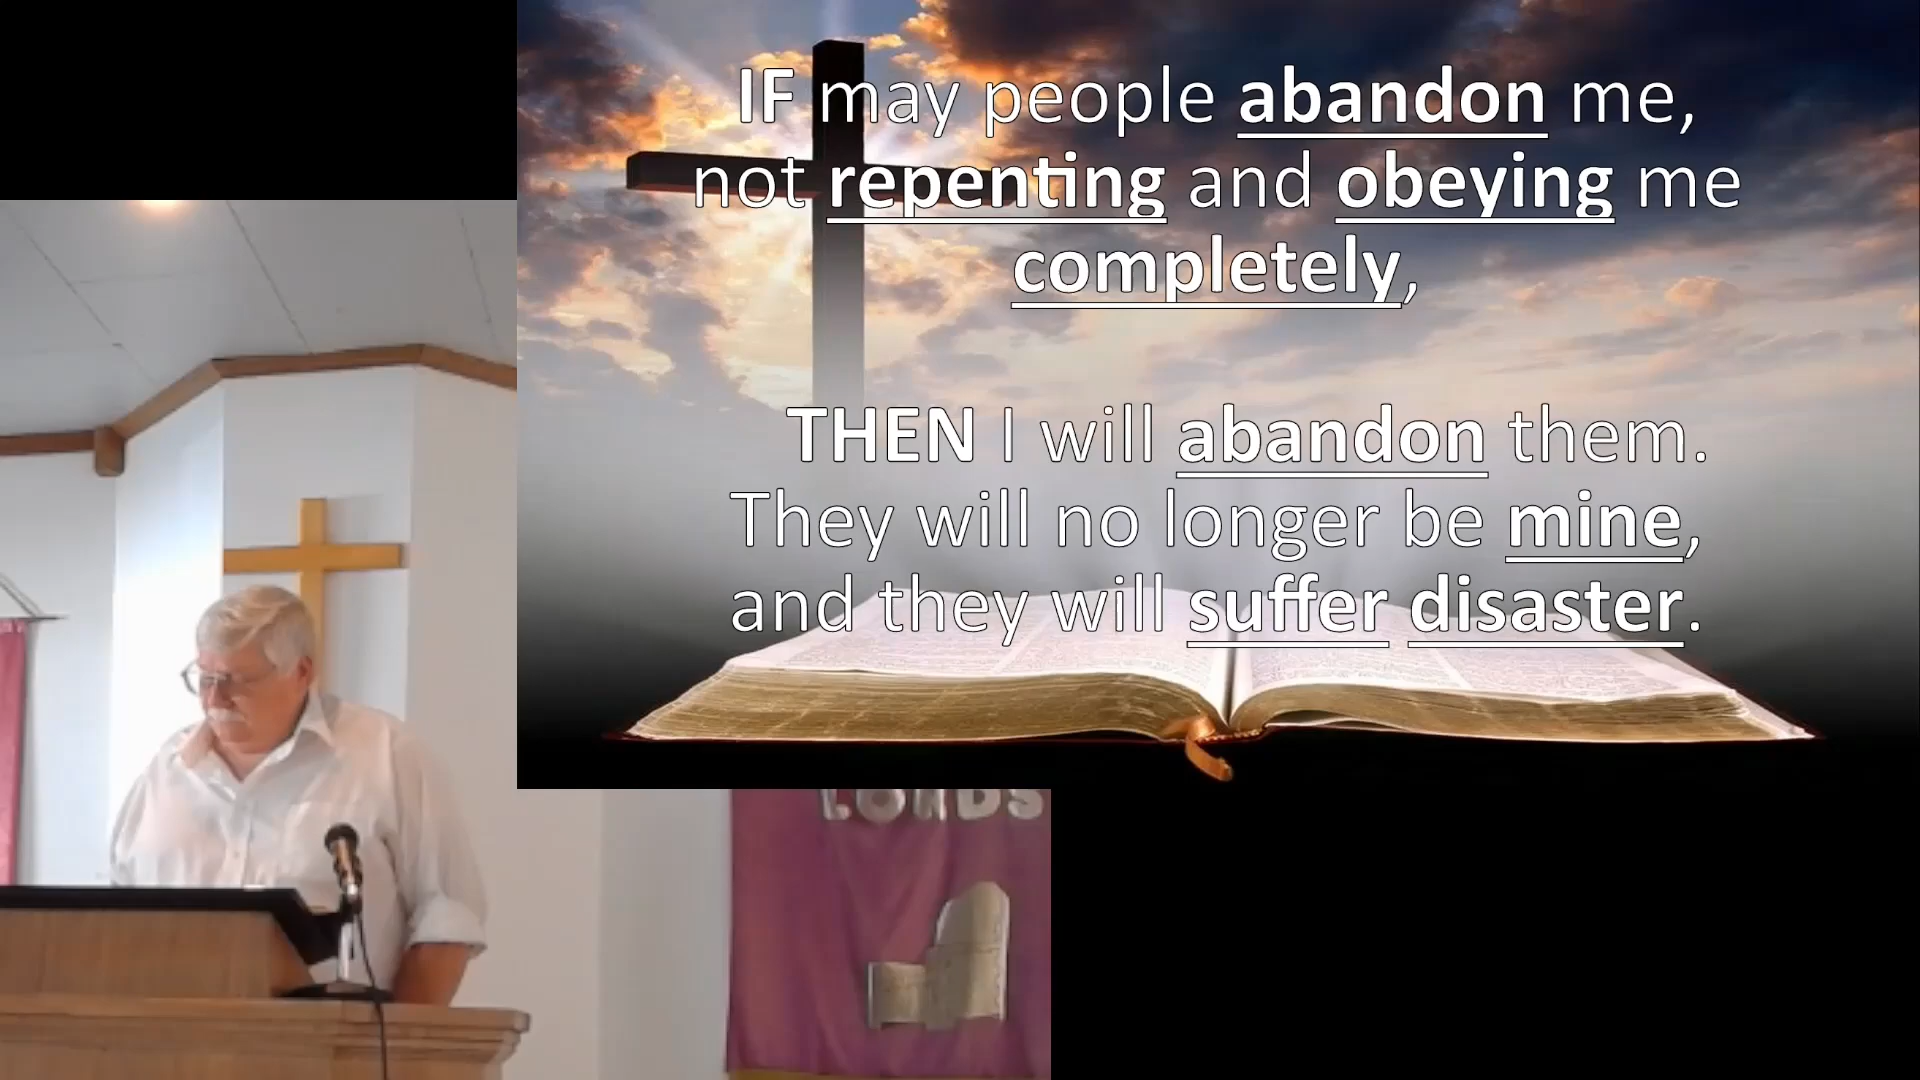 IF may people abandon me,
not repenting and obeying me
completely,
THEN I will abandon them.
They will no longer be mine,
and they will suffer disaster.
LORDS